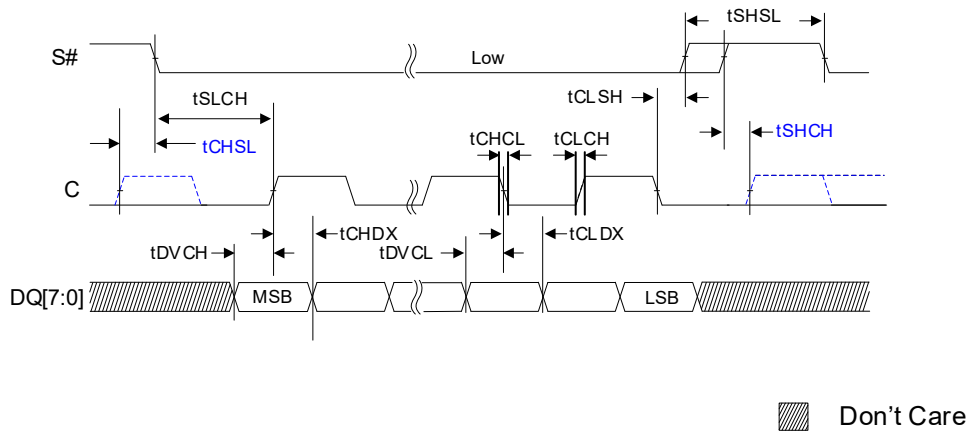 tSHSL
S#
Low
tSLCH
tCLSH
tCHSL
tCHCL
tCLCH
tSHCH
C
tDVCH
tCHDX
tDVCL
tCLDX
DQ[7:0]
MSB
LSB
Don't Care